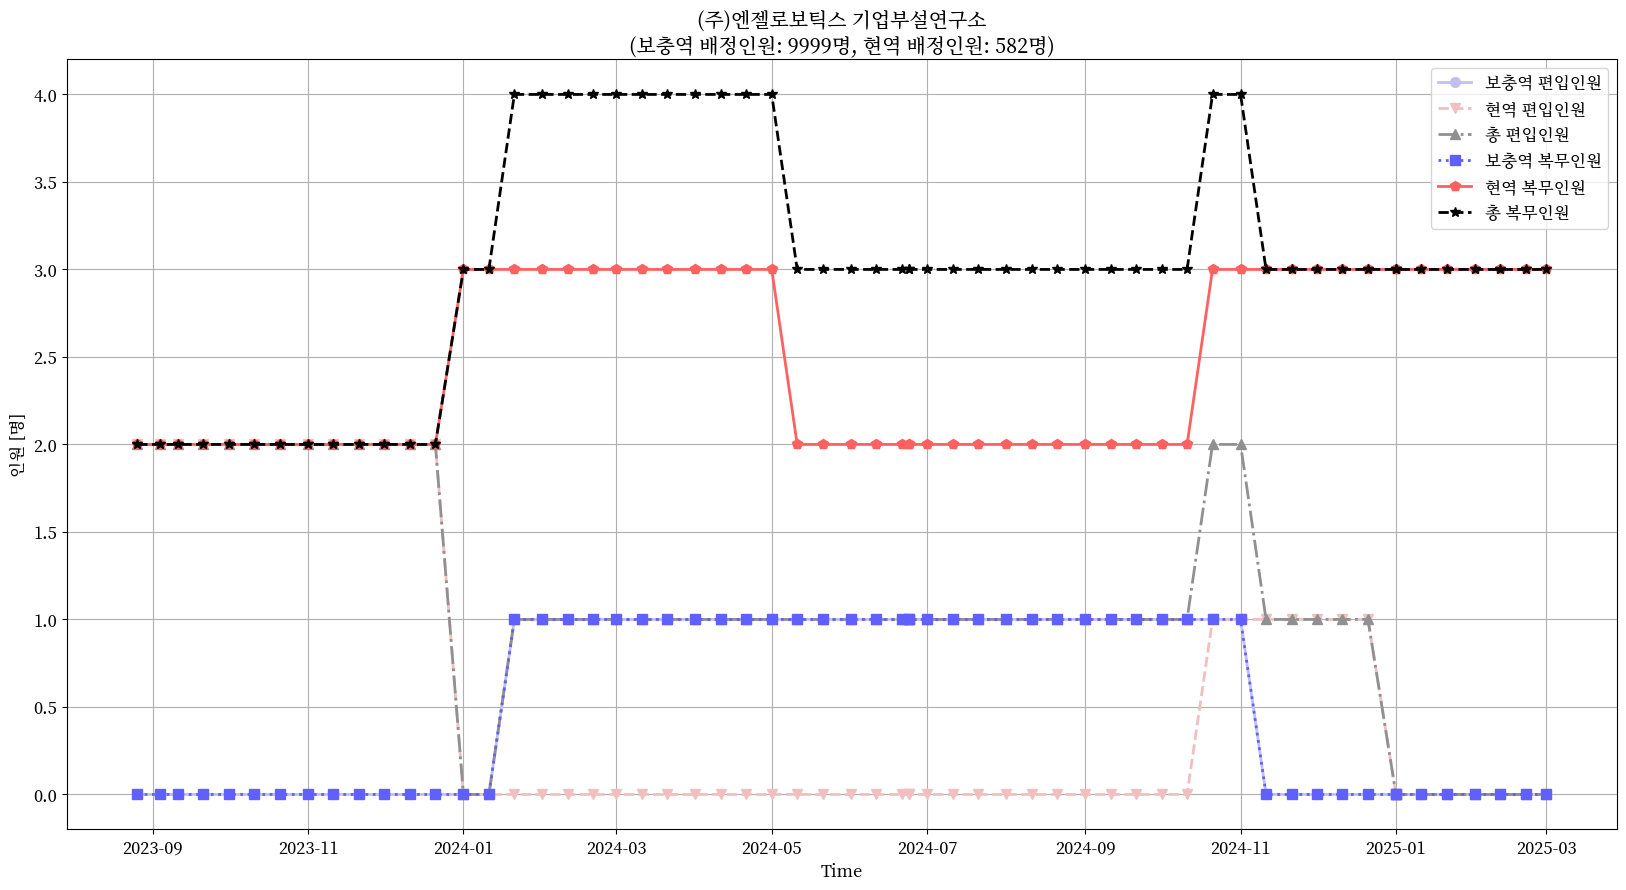 (주)엔젤로보틱스 기업부설연구소
(보충역 배정인원: 9999명, 현역 배정인원: 582명)
보충역 편입인원
현역 편입인원
총 편입인원
보충역 복무인원
현역 복무인원
총 복무인원
인원 [명]
4.0
3.5
3.0
2.5
2.0
1.5
1.0
0.5
0.0
2023-09 2023-11 2024-01 2024-03 2024-05 2024-07 2024-09 2024-11 2025-01 2025-03
Time